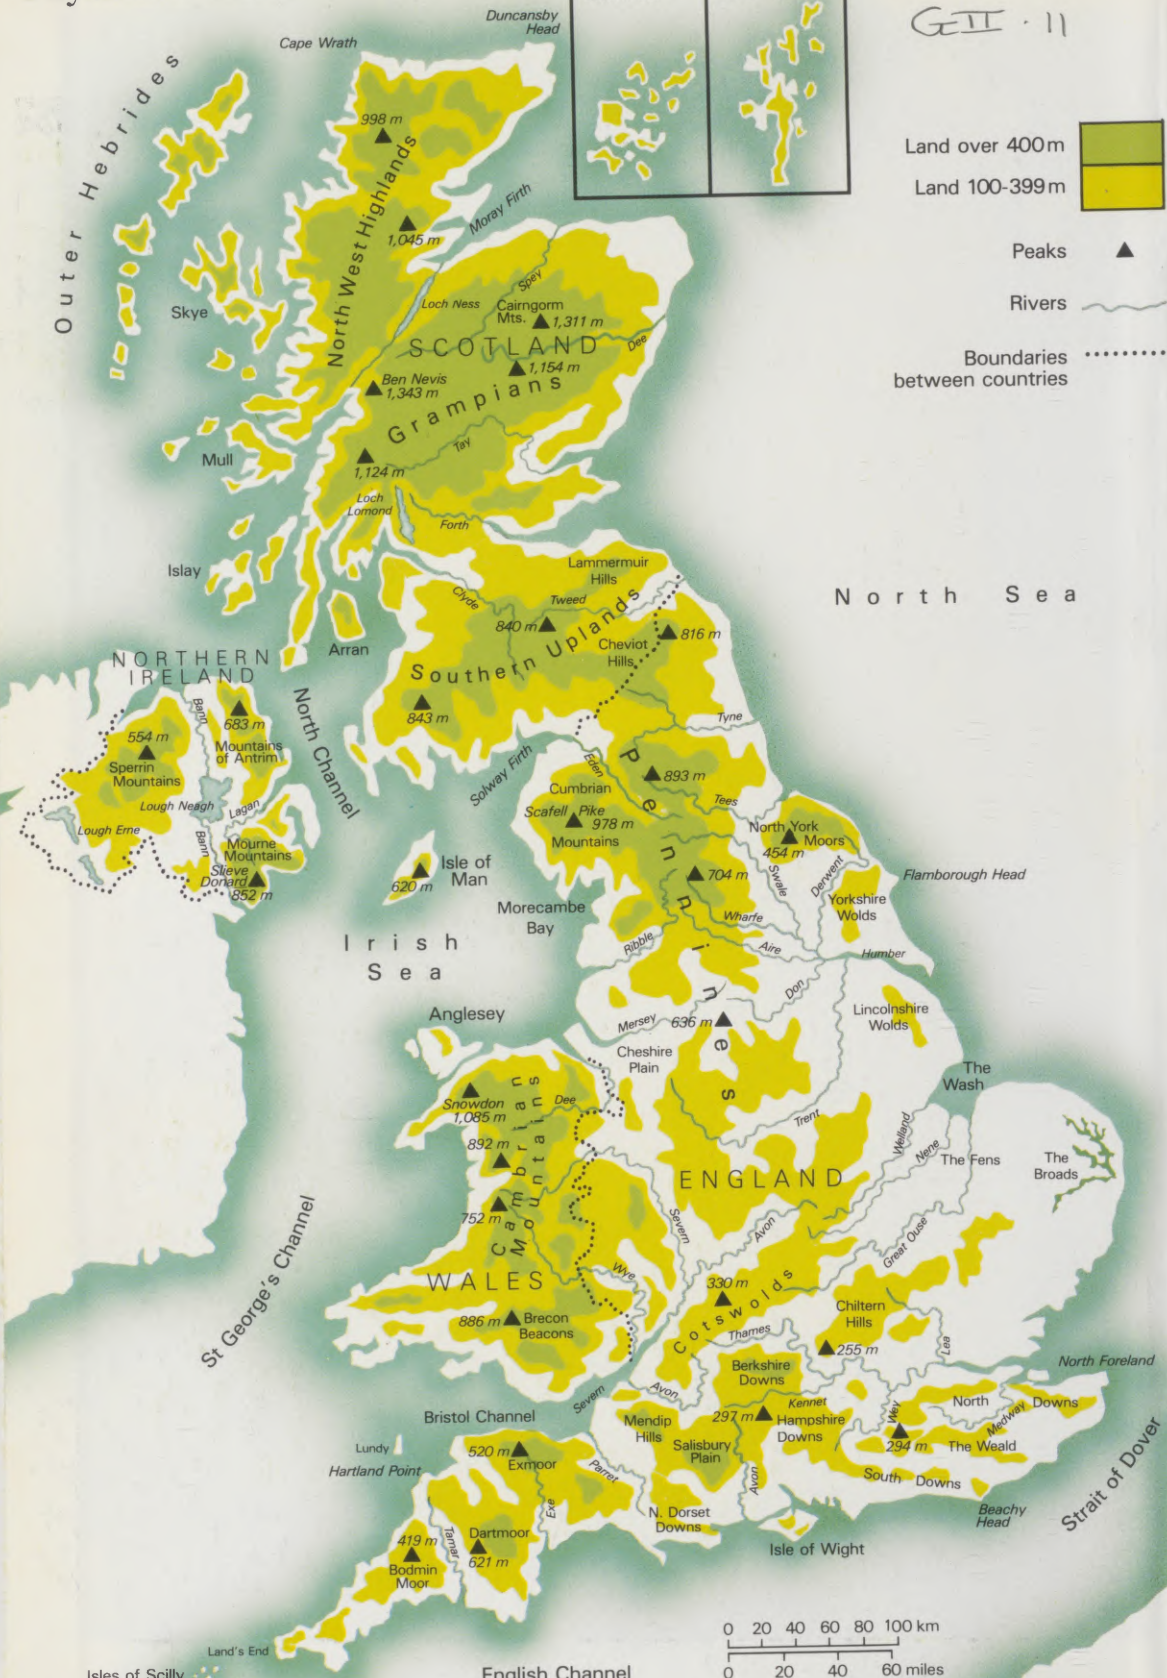 Duncansby
Head
Cape Wrath
GII · 11
Outer Hebrides
998 m
North West Highlands
1,045 m
Moray Firth
Land over 400m
Land 100-399m
Peaks
Rivers
Boundaries
between countries
Skye
Loch Ness
Spey
Cairngorm
Mts.
1,311 m
SCOTLAND
Dee
1,154 m
Ben Nevis
1,343 m
Grampians
Tay
Mull
1,124 m
Loch
Lomond
Forth
Islay
Lammermuir
Hills
Clyde
Tweed
North Sea
840 m
816 m
Cheviot
Hills
Southern Uplands
Arran
843 m
NORTHERN
IRELAND
Bann
683 m
Mountains
of Antrim
554 m
Sperrin
Mountains
North Channel
Lough Neagh
Lagan
Lough Erne
Bann
Mourne
Mountains
Slieve
Donard
852 m
Tyne
Solway Firth
Eden
Pennines
893 m
Cumbrian
Tees
Scafell Pike
978 m
Mountains
North York
Moors
454 m
Isle of
Man
620 m
704 m
Swale
Derwent
Flamborough Head
Yorkshire
Wolds
Morecambe
Bay
Wharfe
Irish
Sea
Ribble
Aire
Humber
Don
Anglesey
Mersey
636 m
Lincolnshire
Wolds
Cheshire
Plain
The
Wash
Snowdon
1,085 m
Cambrian
Mountains
Dee
892 m
Trent
Welland
Nene
The Fens
The
Broads
ENGLAND
752 m
Severn
Avon
Great Ouse
St George's Channel
WALES
Wye
330 m
Cotswolds
Chiltern
Hills
886 m
Brecon
Beacons
Thames
255 m
Lea
Berkshire
Downs
North Foreland
Severn
Avon
Kennet
Wey
North Downs
Medway
Bristol Channel
Mendip
Hills
297 m
Hampshire
Downs
294 m
The Weald
Lundy
520 m
Exmoor
Salisbury
Plain
Hartland Point
Parret
Avon
South Downs
Strait of Dover
Exe
N. Dorset
Downs
Beachy
Head
Isle of Wight
419 m
Bodmin
Moor
Tamar
Dartmoor
621 m
Land's End
Isles of Scilly
English Channel
0 20 40 60 80 100 km
0 20 40 60 miles